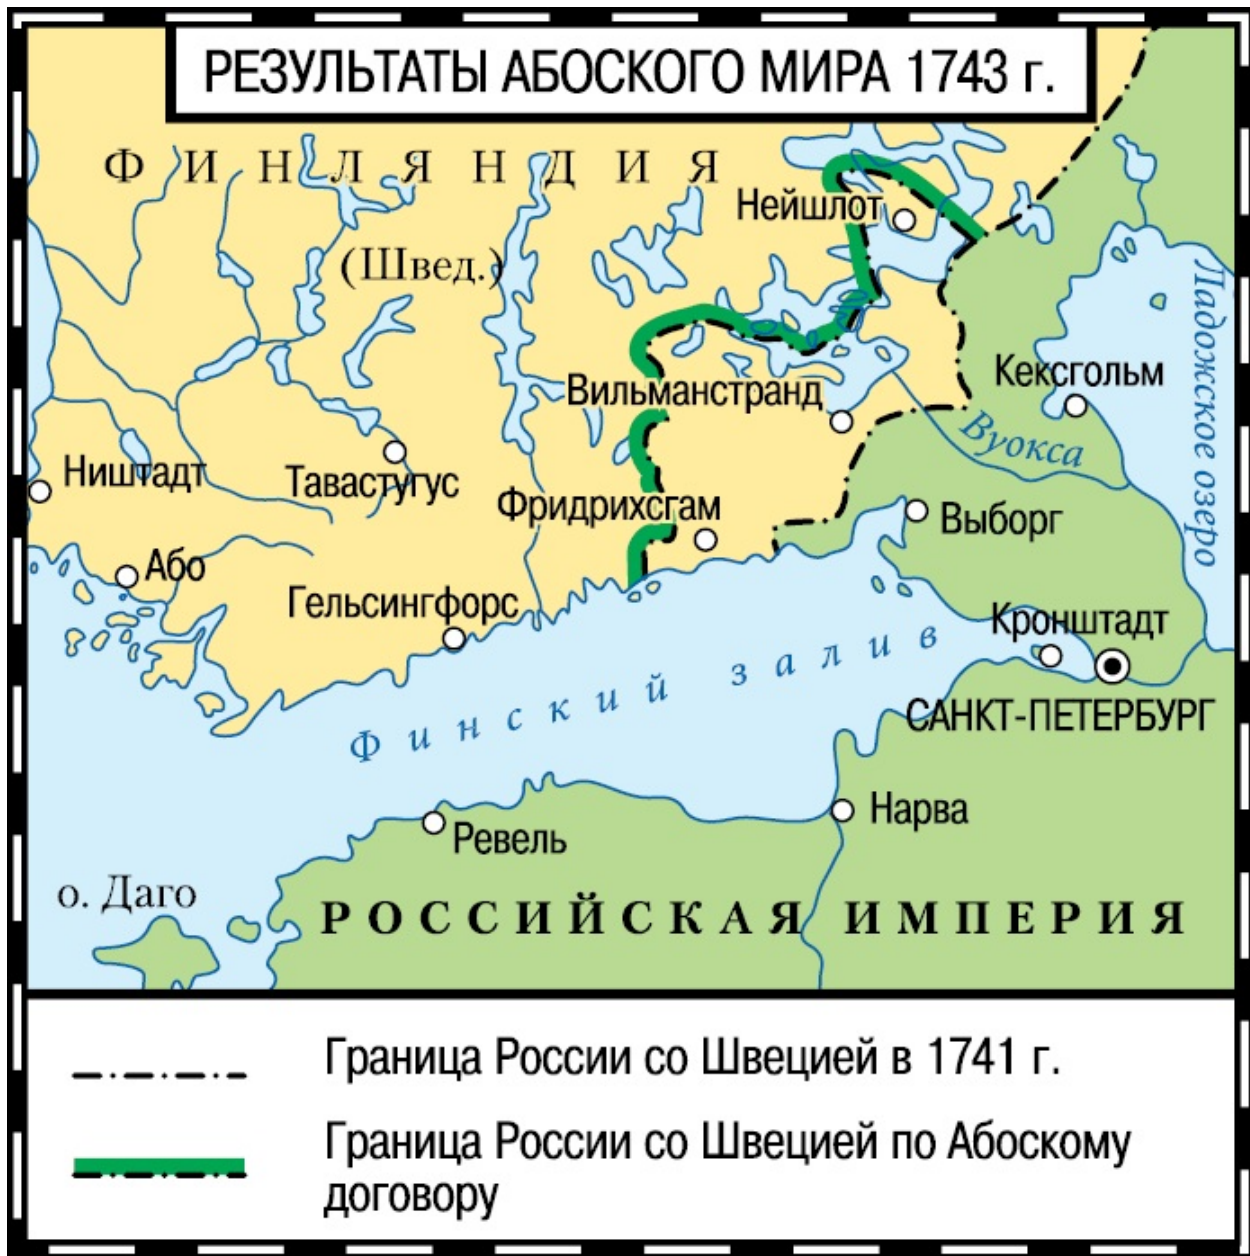 РЕЗУЛЬТАТЫ АБОСКОГО МИРА 1743 г.
ФИНЛЯНДИЯ
(Швед.)
Нейшлот
Ладожское озеро
Кексгольм
Вильманстранд
Вуокса
Ништадт
Тавастугус
Фридрихсгам
Выборг
Або
Гельсингфорс
Кронштадт
Финский залив
САНКТ-ПЕТЕРБУРГ
Нарва
Ревель
о. Даго
РОССИЙСКАЯ ИМПЕРИЯ
Граница России со Швецией в 1741 г.
Граница России со Швецией по Абоскому
договору